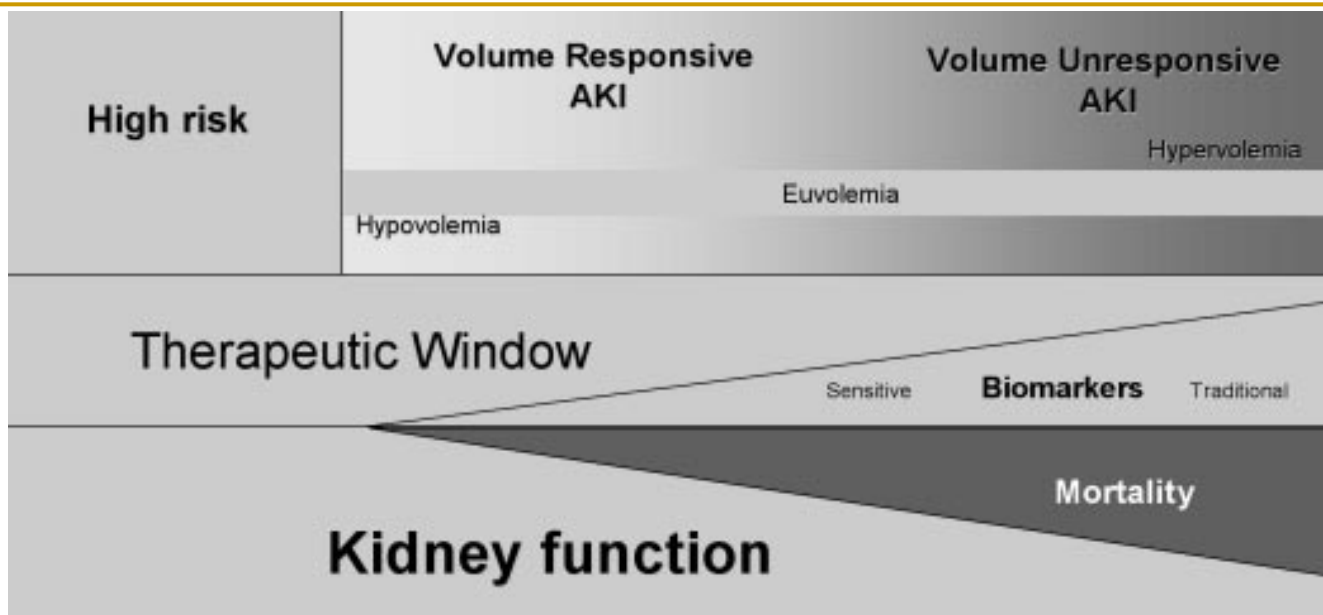 High risk
Volume Responsive
AKI
Volume Unresponsive
AKI
Hypervolemia
Euvolemia
Hypovolemia
Therapeutic Window
Sensitive
Biomarkers
Traditional
Mortality
Kidney function